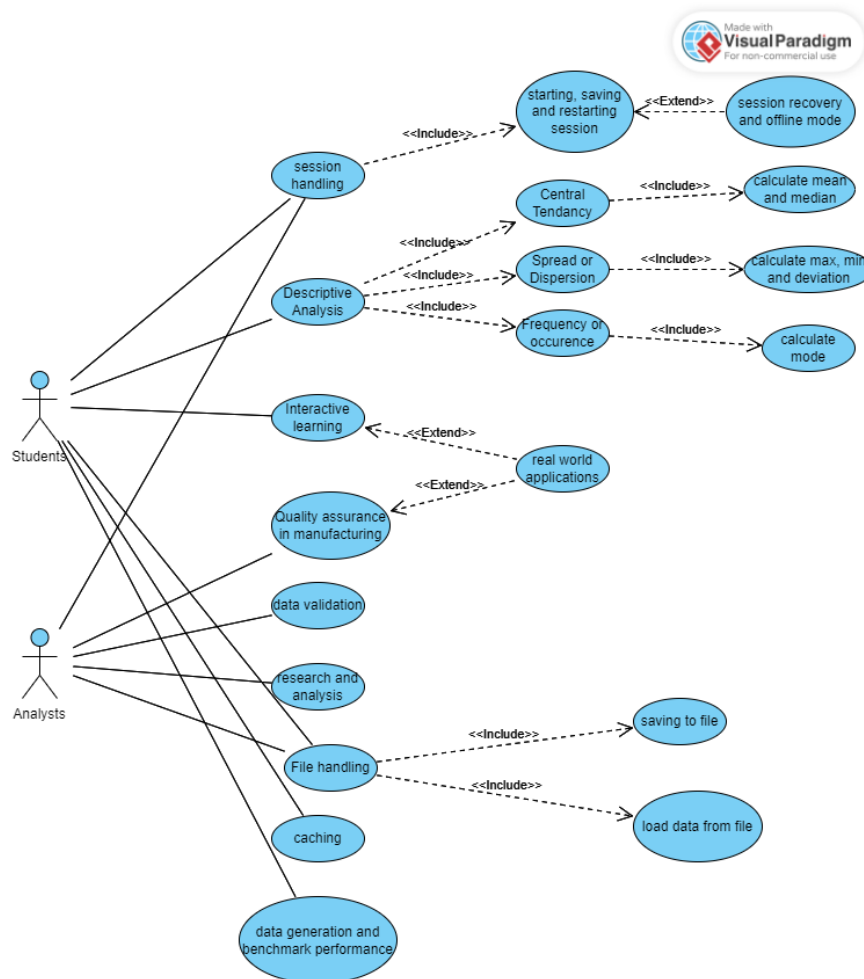 Made with
VisualParadigm
For non-commercial use
starting, saving
and restarting
session
<<Extend>>
session recovery
and offline mode
<<Include>>
session
handling
Central
Tendancy
<<Include>>
calculate mean
and median
<<Include>>
Descriptive
Analysis
<<Include>>
Spread or
Dispersion
<<Include>>
calculate max, min
and deviation
<<Include>>
Frequency or
occurence
<<Include>>
calculate
mode
Students
Interactive
learning
<<Extend>>
real world
applications
<<Extend>>
Quality assurance
in manufacturing
data validation
Analysts
research and
analysis
<<Include>>
saving to file
File handling
<<Include>>
load data from file
caching
data generation and
benchmark performance